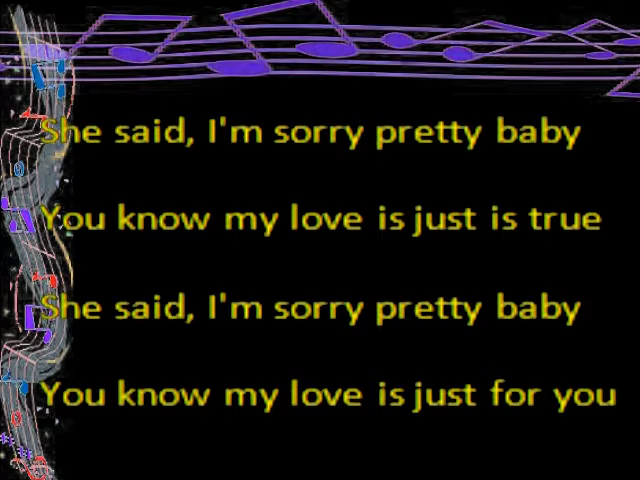 She said, I'm sorry pretty baby
You know my love is just is true
She said, I'm sorry pretty baby
You know my love is just for you